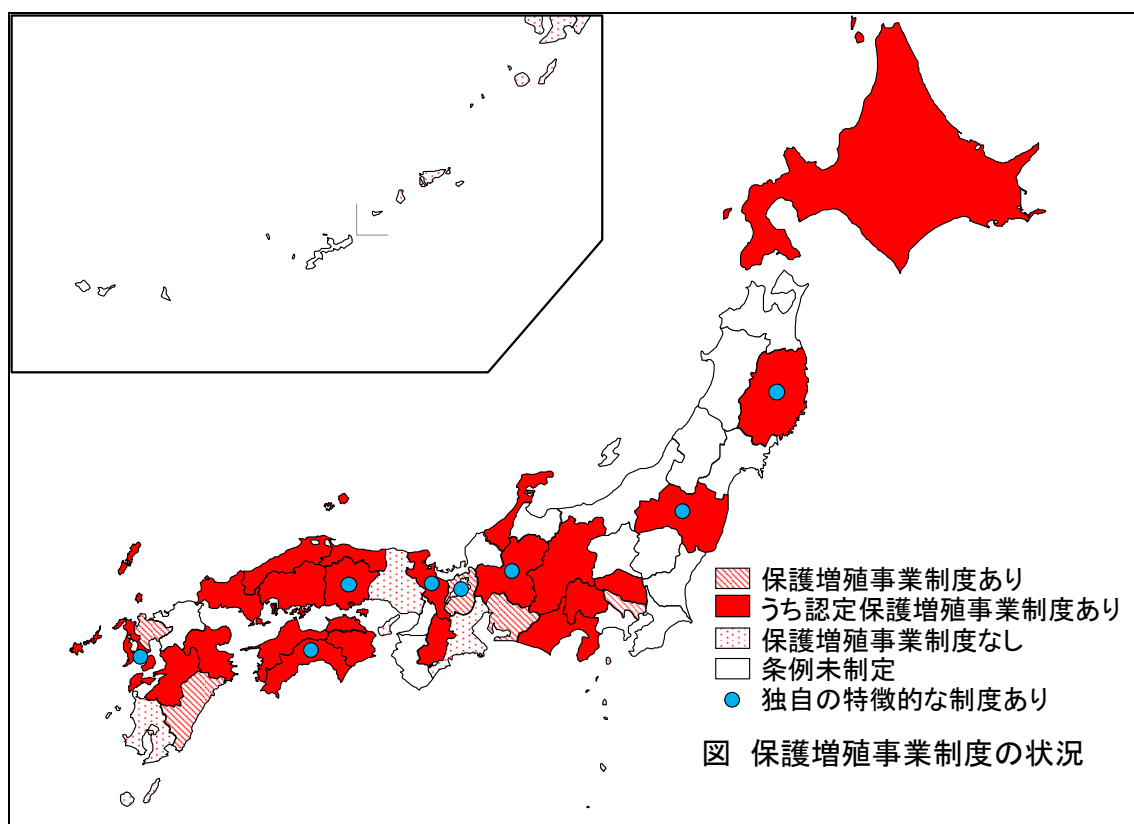 保護増殖事業制度あり
うち認定保護増殖事業制度あり
保護増殖事業制度なし
条例未制定
独自の特徴的な制度あり
図 保護増殖事業制度の状況